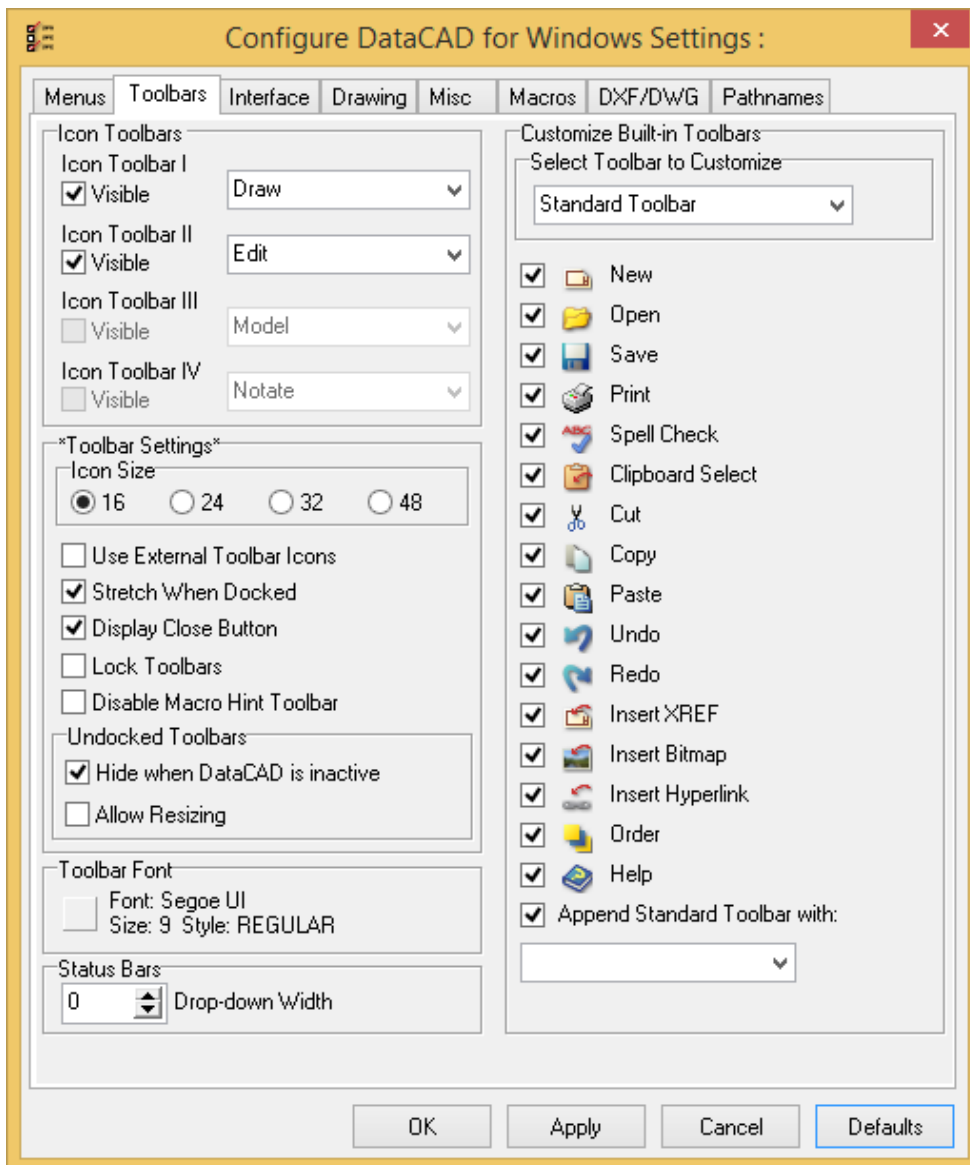 Configure DataCAD for Windows Settings :
Menus Toolbars Interface Drawing Misc Macros DXF/DWG Pathnames
Icon Toolbars
Icon Toolbar I
Visible Draw
Icon Toolbar II
Visible Edit
Icon Toolbar III
Visible Model
Icon Toolbar IV
Visible Notate
*Toolbar Settings*
Icon Size
16 24 32 48
Use External Toolbar Icons
Stretch When Docked
Display Close Button
Lock Toolbars
Disable Macro Hint Toolbar
Undocked Toolbars
Hide when DataCAD is inactive
Allow Resizing
Toolbar Font
Font: Segoe UI
Size: 9 Style: REGULAR
Status Bars
0 Drop-down Width
Customize Built-in Toolbars
Select Toolbar to Customize
Standard Toolbar
New
Open
Save
Print
ABC Spell Check
Clipboard Select
Cut
Copy
Paste
Undo
Redo
Insert XREF
Insert Bitmap
Insert Hyperlink
Order
Help
Append Standard Toolbar with:
OK Apply Cancel Defaults